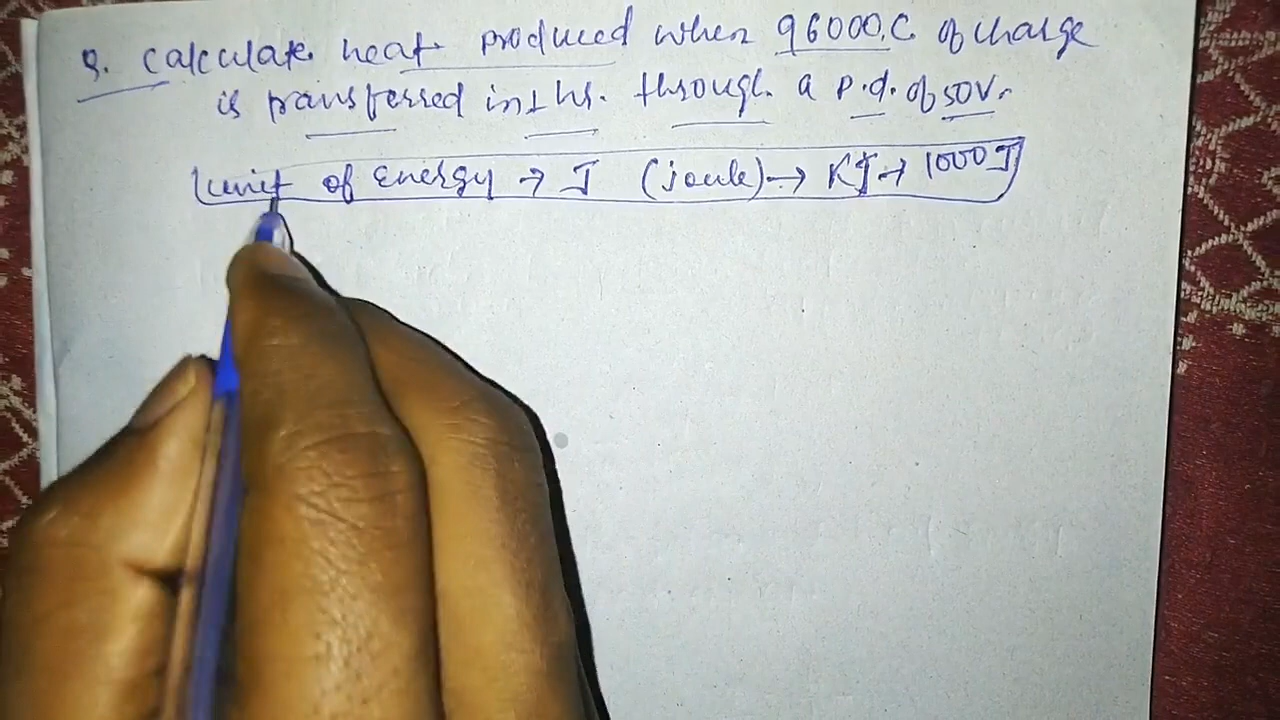 Q. Calculate heat produced when 96000.C of charge
is transferred in 1 hr. through a p.d. of 50V.
Unit of energy → J (joule) → KJ → 1000 J